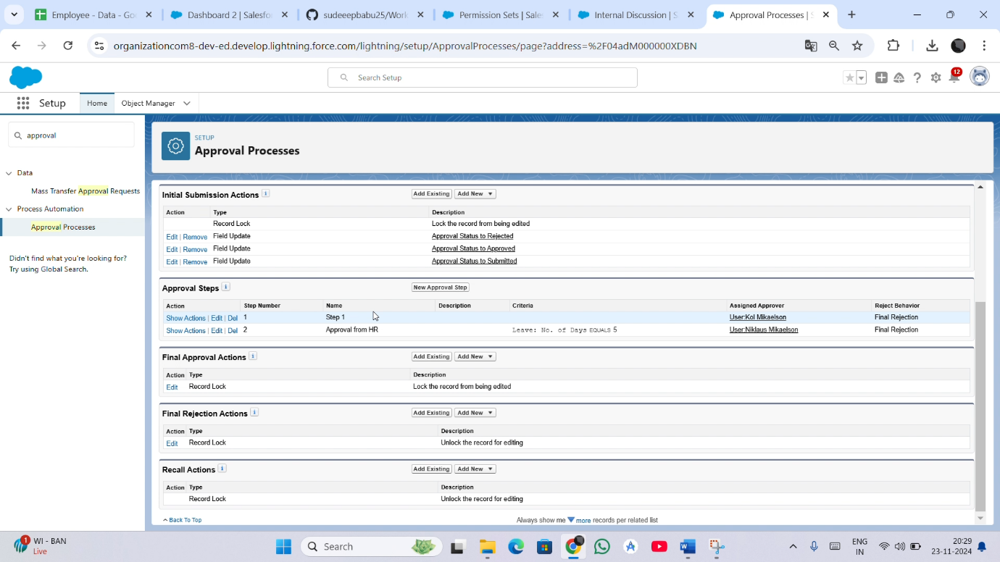 Employee - Data - Go
Dashboard 2 | Salesfo
sudeeepbabu25/Work
Permission Sets | Sale
Internal Discussion | S
Approval Processes | S
organizationcom8-dev-ed.develop.lightning.force.com/lightning/setup/ApprovalProcesses/page?address=%2F04adM000000XDBN
Search Setup
12
Setup
Home
Object Manager
approval
SETUP
Approval Processes
Data
Mass Transfer Approval Requests
Process Automation
Approval Processes
Didn't find what you're looking for?
Try using Global Search.
Initial Submission Actions
Add Existing
Add New
Action Type Description
Record Lock Lock the record from being edited
Edit | Remove Field Update Approval Status to Rejected
Edit | Remove Field Update Approval Status to Approved
Edit | Remove Field Update Approval Status to Submitted
Approval Steps
New Approval Step
Action Step Number Name Description Criteria Assigned Approver Reject Behavior
Show Actions | Edit | Del 1 Step 1 User:Kol Mikaelson Final Rejection
Show Actions | Edit | Del 2 Approval from HR Leave: No. of Days EQUALS 5 User:Niklaus Mikaelson Final Rejection
Final Approval Actions
Add Existing
Add New
Action Type Description
Edit Record Lock Lock the record from being edited
Final Rejection Actions
Add Existing
Add New
Action Type Description
Edit Record Lock Unlock the record for editing
Recall Actions
Add Existing
Add New
Action Type Description
Record Lock Unlock the record for editing
Back To Top
Always show me more records per related list
1
WI - BAN
Live
Search
ENG
IN
20:29
23-11-2024